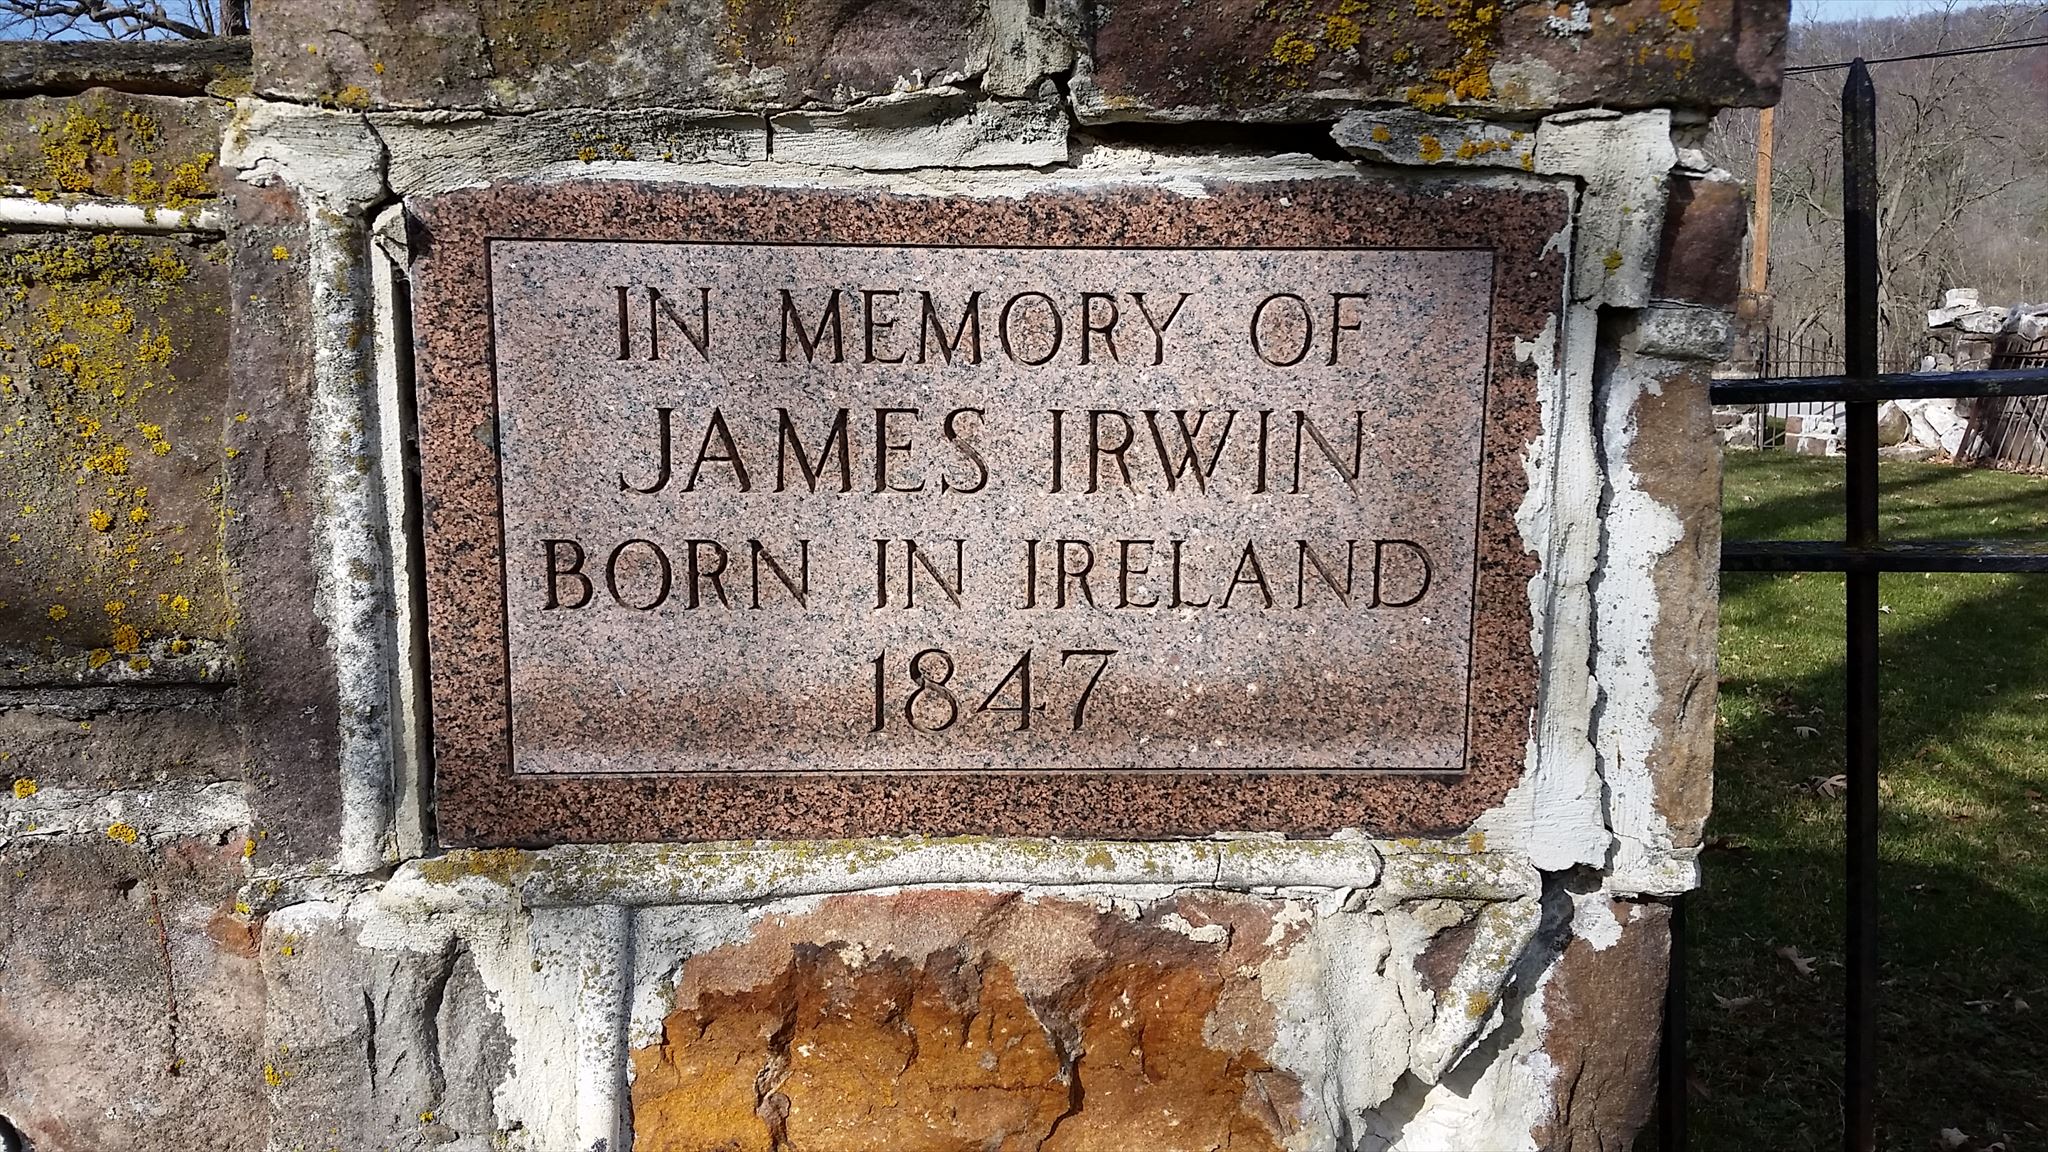 IN MEMORY OF
JAMES IRWIN
BORN IN IRELAND
1847